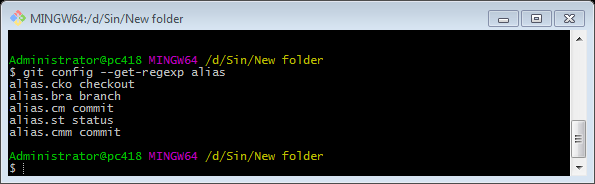 MINGW64:/d/Sin/New folder
Administrator@pc418 MINGW64 /d/Sin/New folder
$ git config --get-regexp alias
alias.cko checkout
alias.bra branch
alias.cm commit
alias.st status
alias.cmm commit
Administrator@pc418 MINGW64 /d/Sin/New folder
$